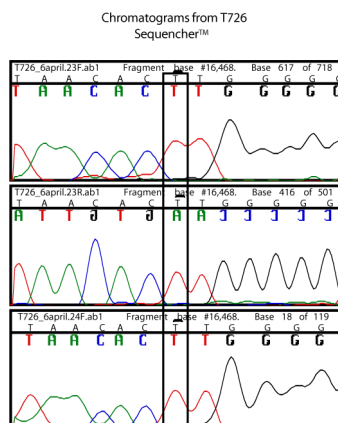 Chromatograms from T726
Sequencher™
T726_6april.23F.ab1 Fragment base #16,468. Base 617 of 718
T A A C A C T T G G G G G
T A A C A C T T G G G G G
T726_6april.23R.ab1 Fragment base #16,468. Base 416 of 501
T A A C A C T T G G G G G
A T T G T G A A C C C C C
T726_6april.24F.ab1 Fragment base #16,468. Base 18 of 119
T A A C A C T T G G G G
T A A C A C T T G G G G